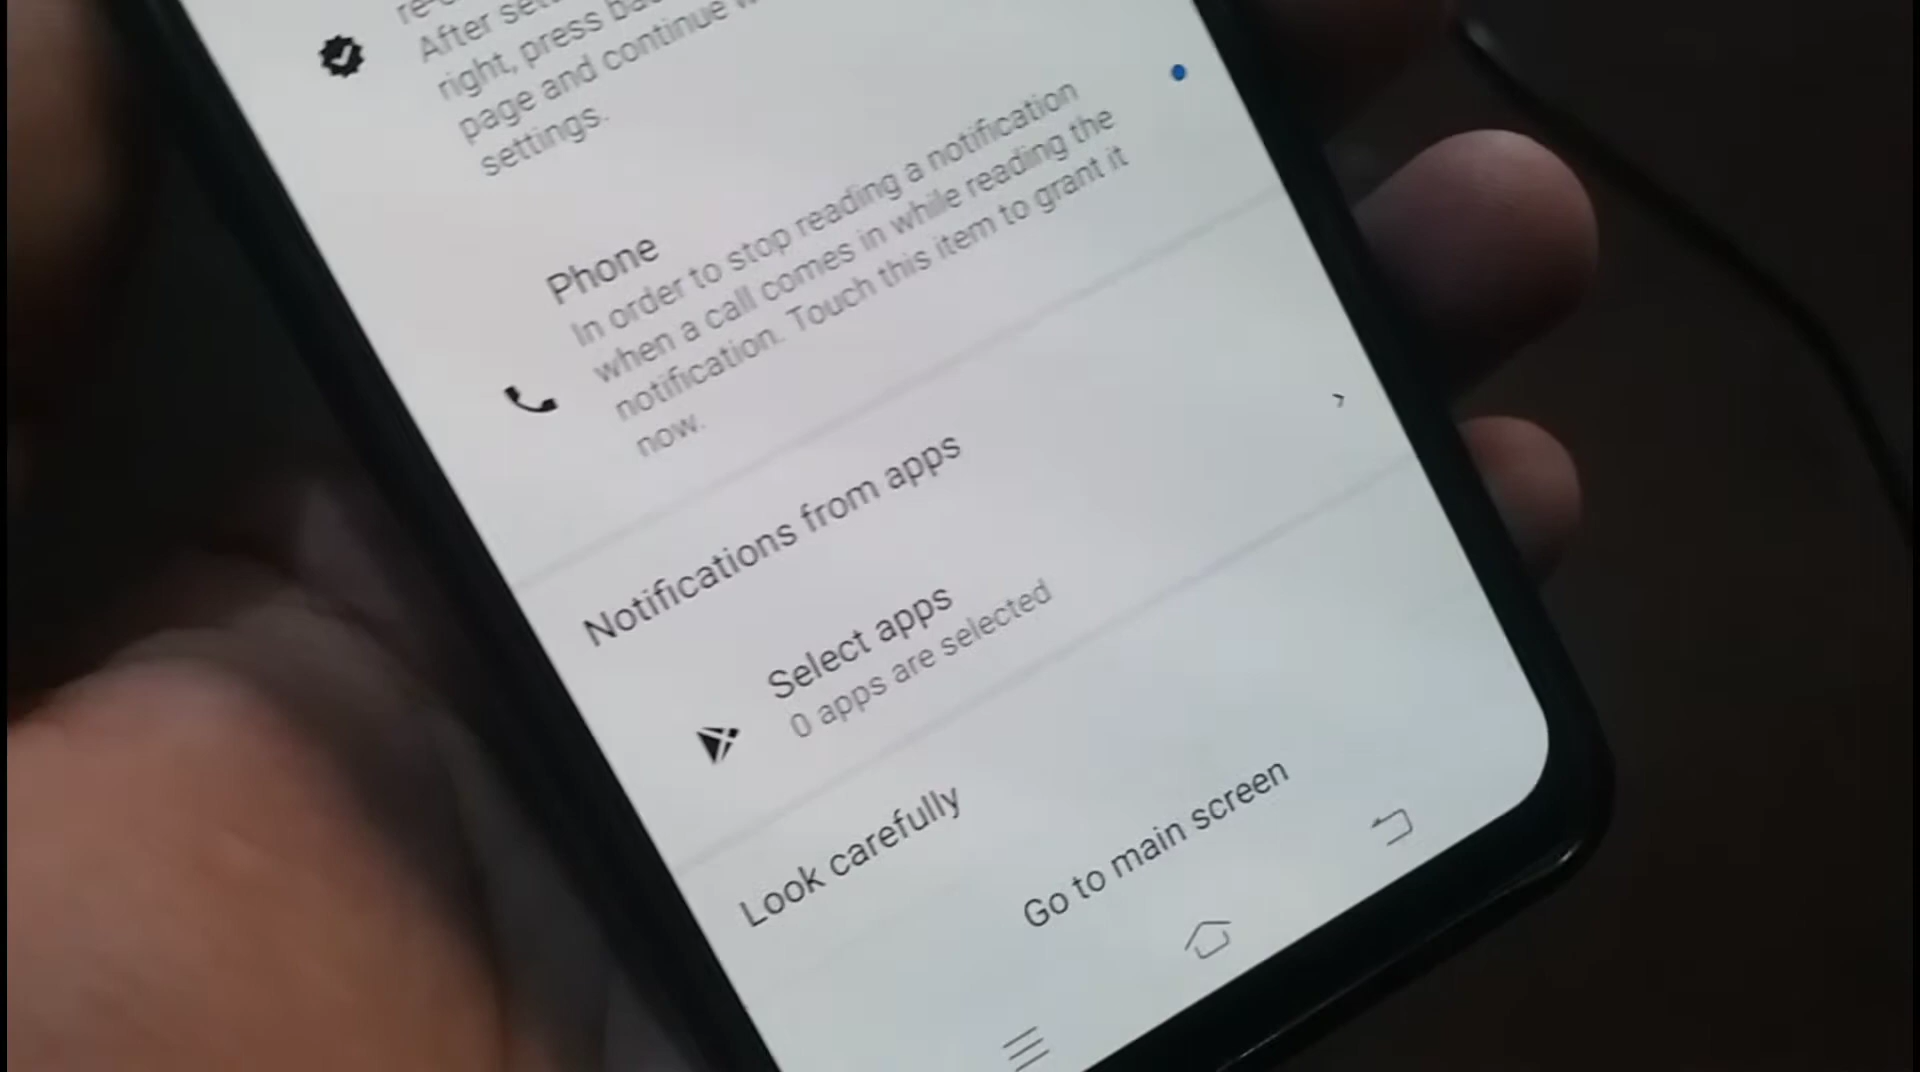 After
right, press
page and continue
settings.
Phone
In order to stop reading a notification
when a call comes in while reading the
notification. Touch this item to grant it
now.
Notifications from apps
Select apps
0 apps are selected
Look carefully
Go to main screen